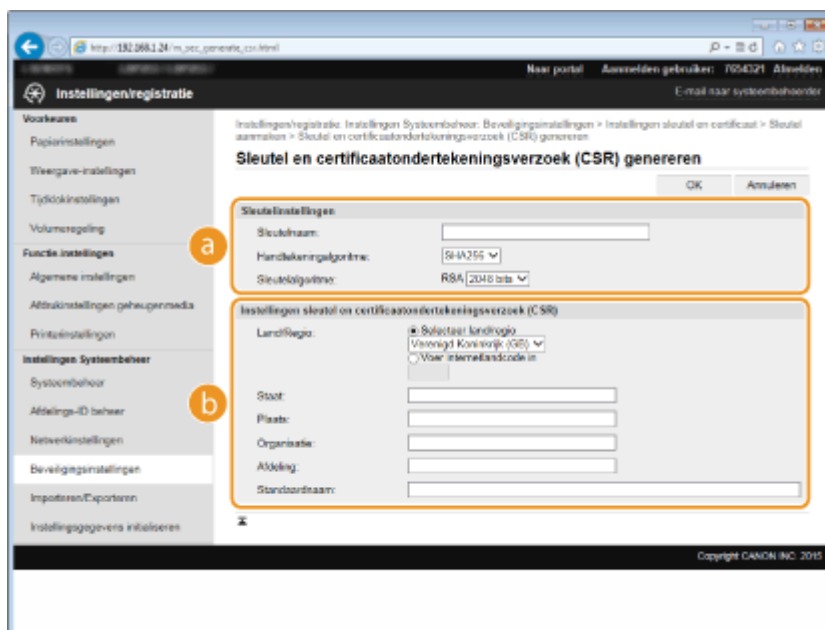 http://192.168.1.24/m_sec_generate_csr.html
Naar portal Aanmelden gebruiker: 7654321 Afmelden
Instellingen/registratie
E-mail naar systeembeheerder
Voorkeuren
Papierinstellingen
Weergave-instellingen
Tijdklokinstellingen
Volumeregeling
Functie-instellingen
Algemene instellingen
Afdrukinstellingen geheugenmedia
Printerinstellingen
Instellingen Systeembeheer
Systeembeheer
Afdelings-ID beheer
Netwerkinstellingen
Beveiligingsinstellingen
Importeren/Exporteren
Instellingsgegevens initialiseren
Instellingen/registratie: Instellingen Systeembeheer: Beveiligingsinstellingen > Instellingen sleutel en certificaat > Sleutel
aanmaken > Sleutel en certificaatondertekeningsverzoek (CSR) genereren
Sleutel en certificaatondertekeningsverzoek (CSR) genereren
OK Annuleren
a
Sleutelinstellingen
Sleutelnaam:
Handtekeningalgoritme: SHA256
Sleutelalgoritme: RSA 2048 bits
b
Instellingen sleutel en certificaatondertekeningsverzoek (CSR)
Land/Regio: Selecteer land/regio
Verenigd Koninkrijk (GB)
Voer internetlandcode in
Staat:
Plaats:
Organisatie:
Afdeling:
Standaardnaam:
Copyright CANON INC. 2015